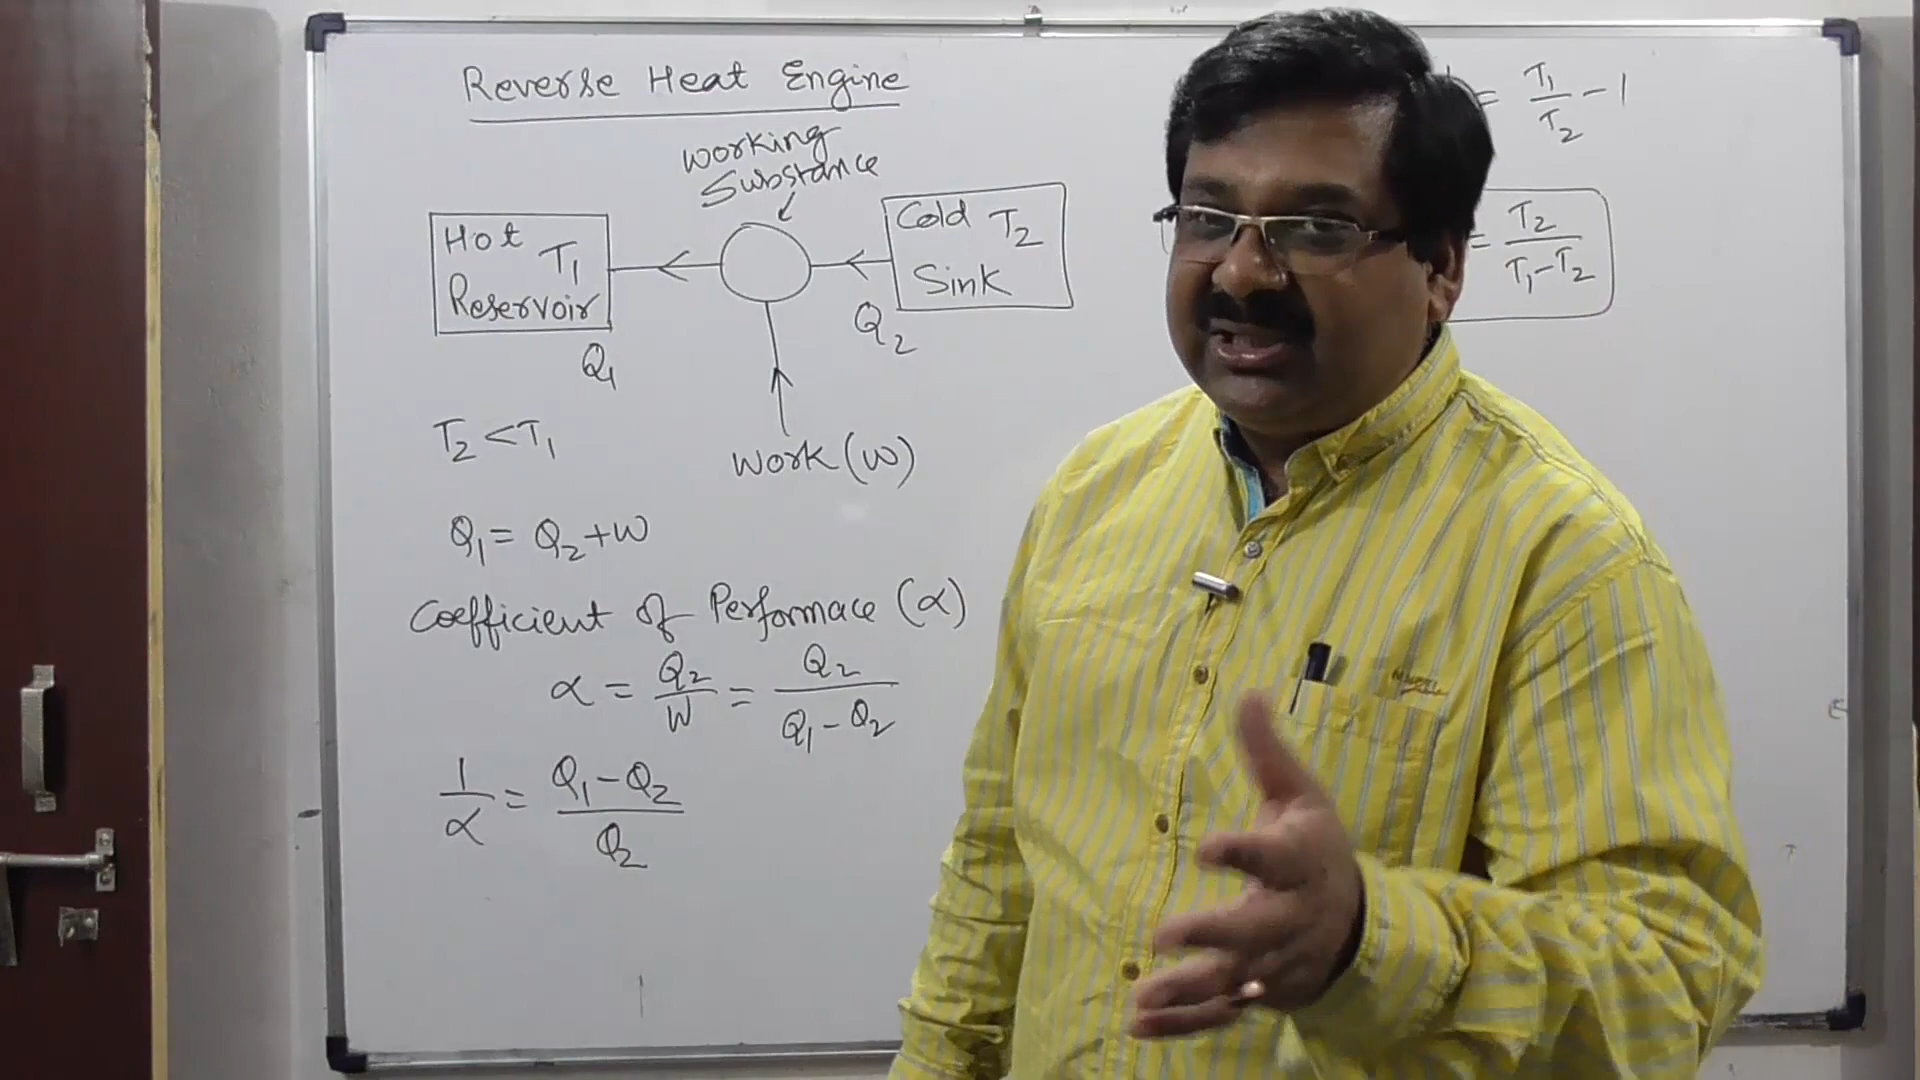 Reverse Heat Engine
Working
Substance
Hot T₁
Reservoir
Cold T₂
Sink
Q₁
Q₂
Work (W)
T₂ < T₁
Q₁ = Q₂ + W
Coefficient of Performace (α)
α = Q₂/W = Q₂/(Q₁ - Q₂)
1/α = (Q₁ - Q₂)/Q₂
= T₁/T₂ - 1
= T₂/(T₁ - T₂)